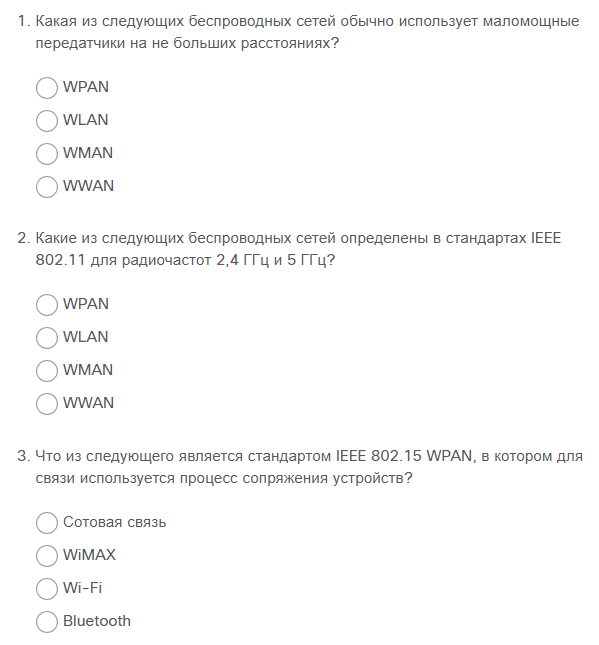 1. Какая из следующих беспроводных сетей обычно использует маломощные
передатчики на не больших расстояниях?
WPAN
WLAN
WMAN
WWAN
2. Какие из следующих беспроводных сетей определены в стандартах IEEE
802.11 для радиочастот 2,4 ГГц и 5 ГГц?
WPAN
WLAN
WMAN
WWAN
3. Что из следующего является стандартом IEEE 802.15 WPAN, в котором для
связи используется процесс сопряжения устройств?
Сотовая связь
WiMAX
Wi-Fi
Bluetooth